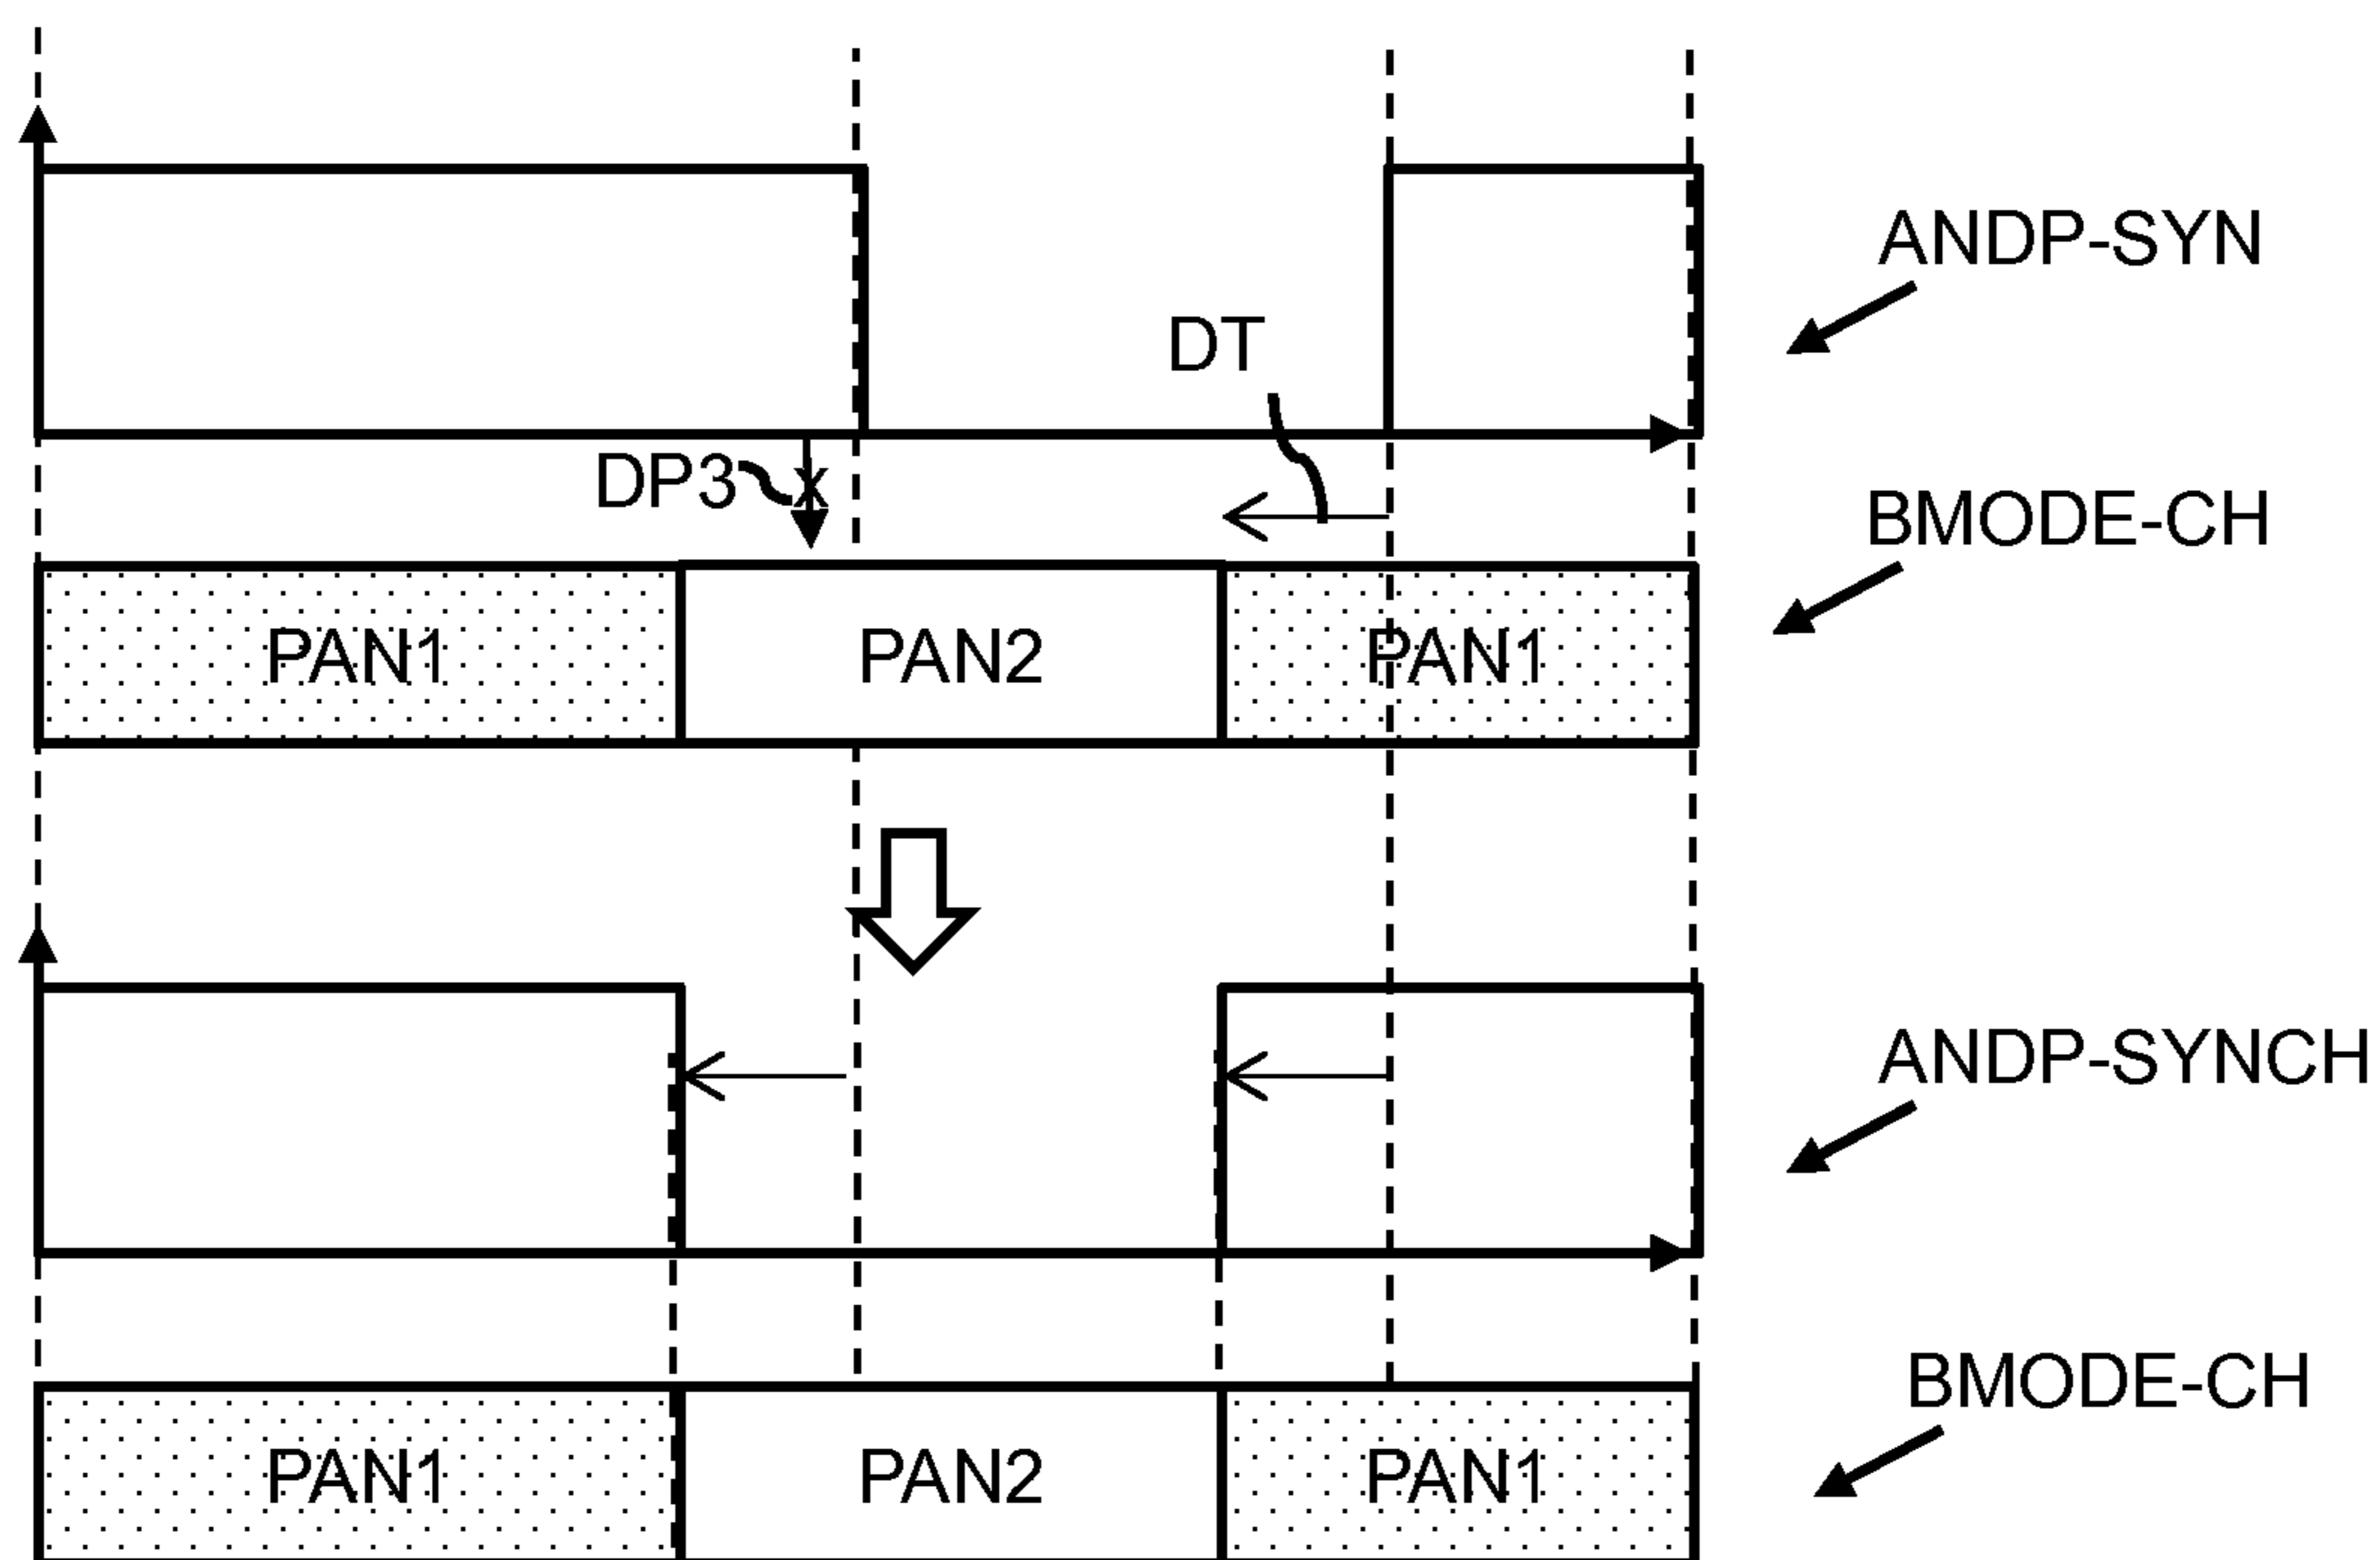 ANDP-SYN
DT
DP3
x
BMODE-CH
PAN1 PAN2 PAN1
ANDP-SYNCH
BMODE-CH
PAN1 PAN2 PAN1